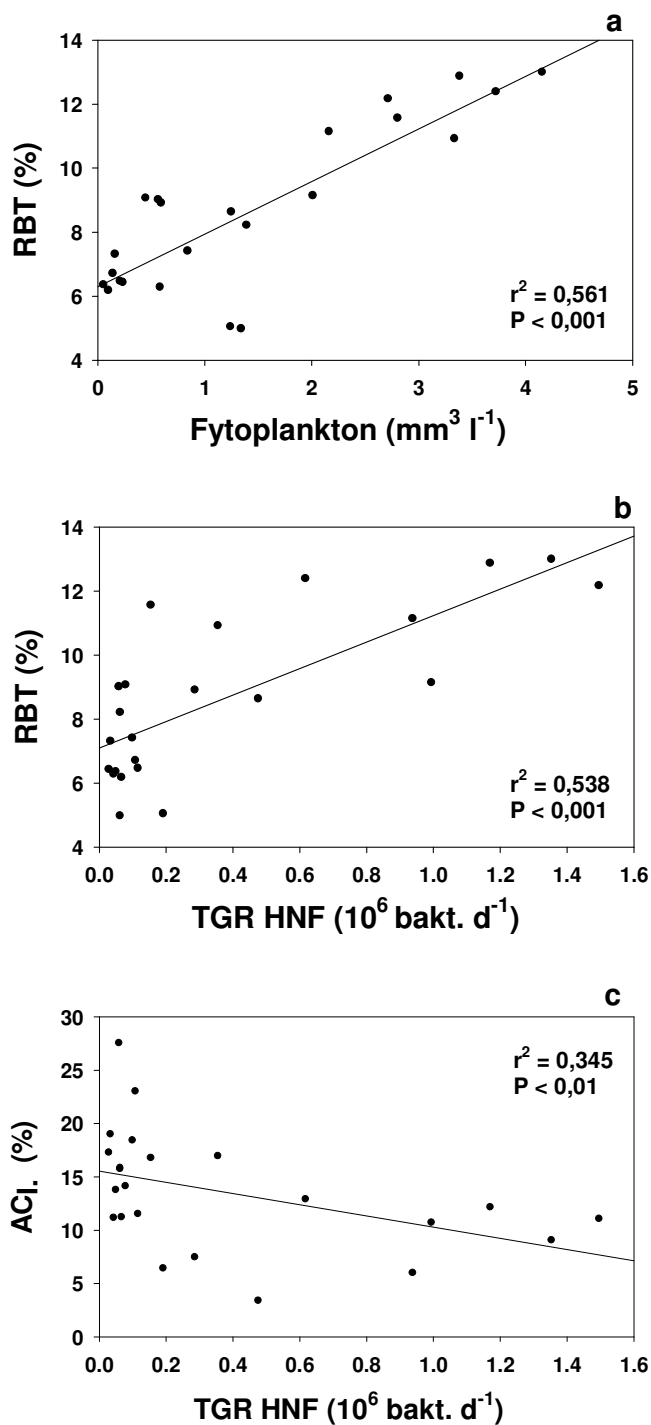 a
14
12
10
8
6
4
RBT (%)
r² = 0,561
P < 0,001
0 1 2 3 4 5
Fytoplankton (mm³ l⁻¹)
b
14
12
10
8
6
4
RBT (%)
r² = 0,538
P < 0,001
0.0 0.2 0.4 0.6 0.8 1.0 1.2 1.4 1.6
TGR HNF (10⁶ bakt. d⁻¹)
c
30
25
20
15
10
5
0
ACI. (%)
r² = 0,345
P < 0,01
0.0 0.2 0.4 0.6 0.8 1.0 1.2 1.4 1.6
TGR HNF (10⁶ bakt. d⁻¹)